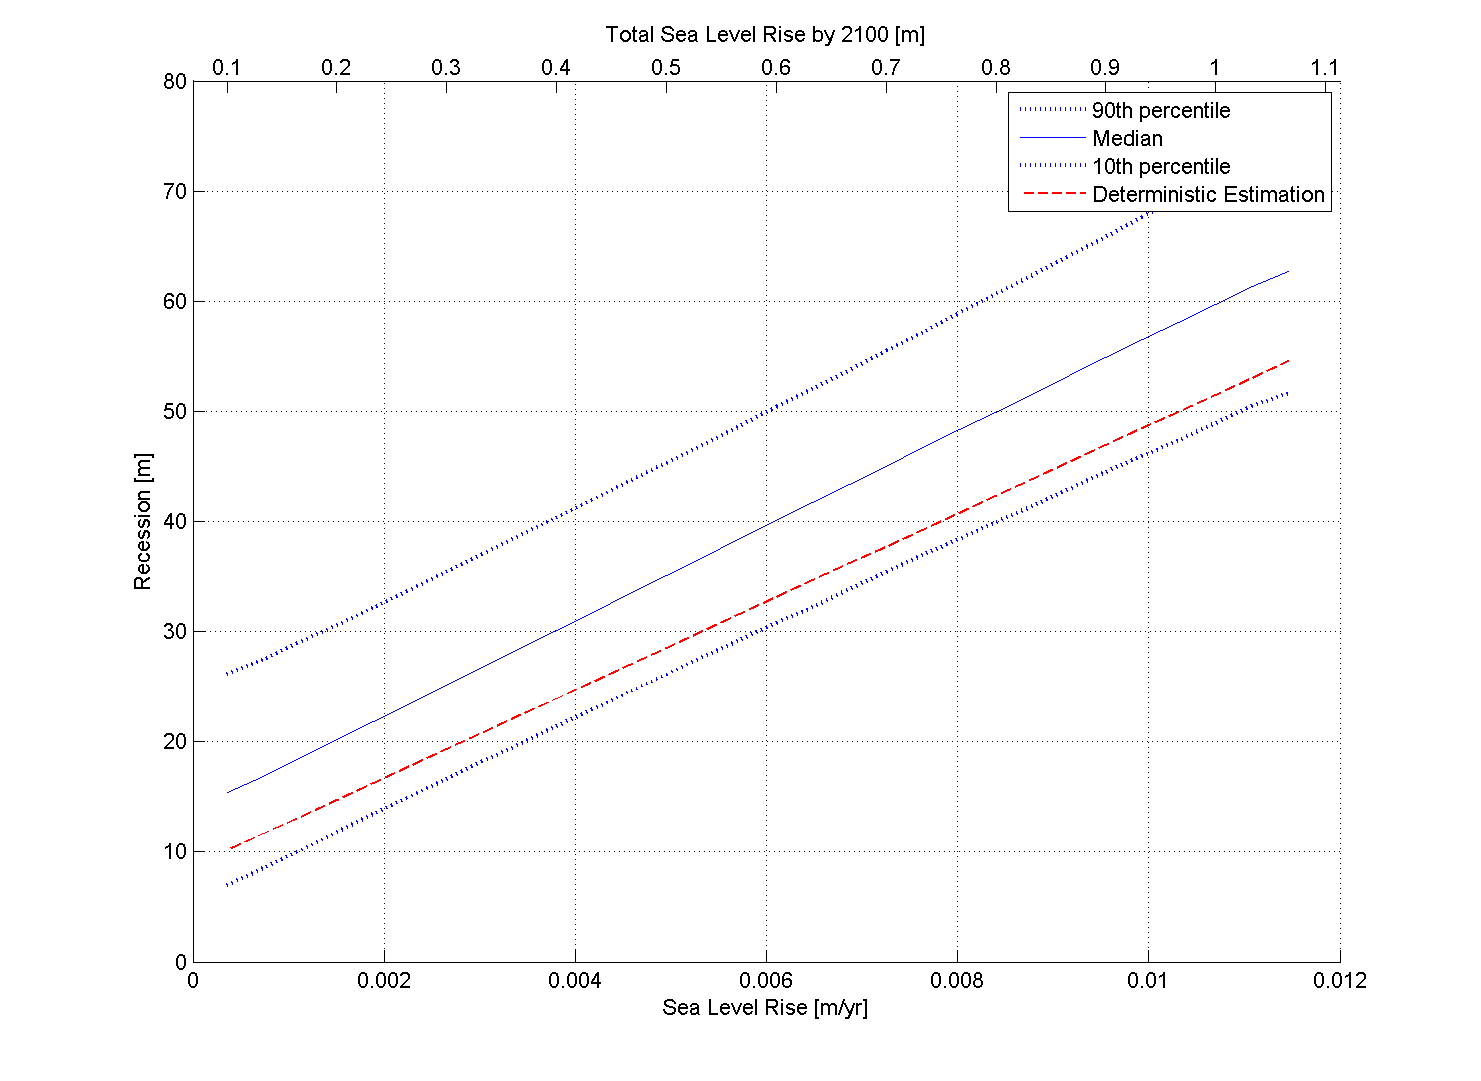 Total Sea Level Rise by 2100 [m]
0.1 0.2 0.3 0.4 0.5 0.6 0.7 0.8 0.9 1 1.1
80
90th percentile
Median
10th percentile
Deterministic Estimation
70
60
50
40
30
20
10
0
Recession [m]
0 0.002 0.004 0.006 0.008 0.01 0.012
Sea Level Rise [m/yr]